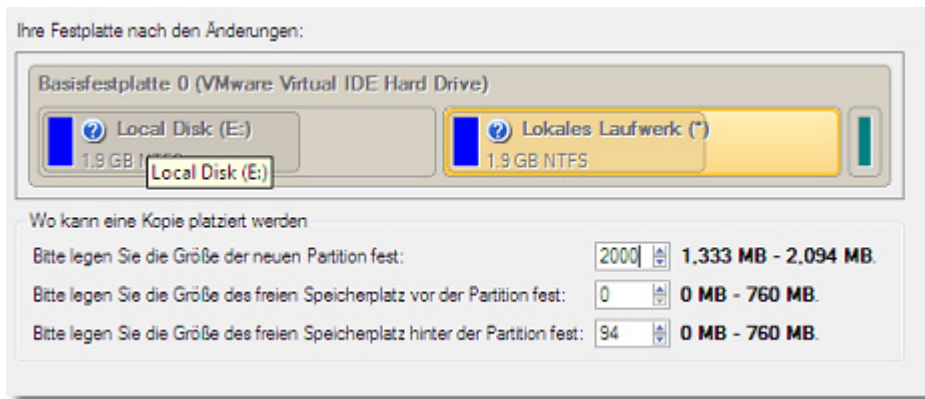 Ihre Festplatte nach den Änderungen:
Basisfestplatte 0 (VMware Virtual IDE Hard Drive)
Local Disk (E:)
1.9 GB NTFS
Local Disk (E:)
Lokales Laufwerk (*)
1.9 GB NTFS
Wo kann eine Kopie platziert werden
Bitte legen Sie die Größe der neuen Partition fest: 2000 1,333 MB - 2,094 MB.
Bitte legen Sie die Größe des freien Speicherplatz vor der Partition fest: 0 0 MB - 760 MB.
Bitte legen Sie die Größe des freien Speicherplatz hinter der Partition fest: 94 0 MB - 760 MB.